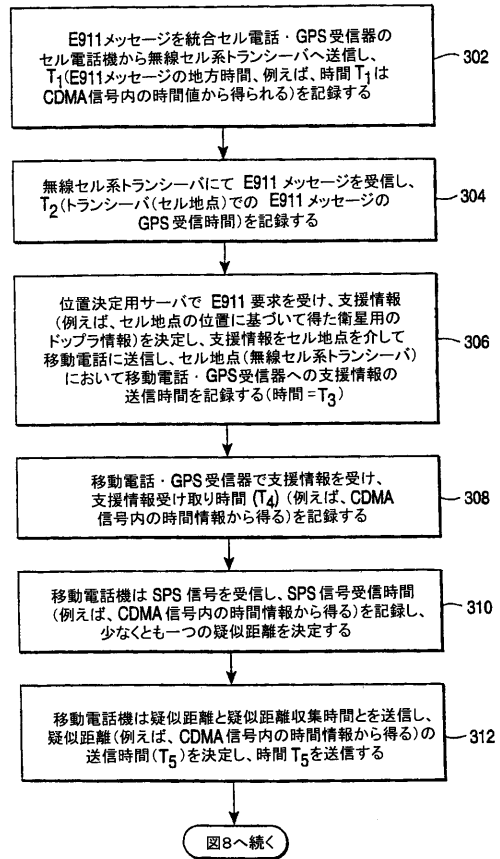 E911メッセージを統合セル電話・GPS受信器の
セル電話機から無線セル系トランシーバへ送信し、
T1(E911メッセージの地方時間、例えば、時間T1は
CDMA信号内の時間値から得られる)を記録する
302
無線セル系トランシーバにて E911メッセージを受信し、
T2(トランシーバ(セル地点)での E911メッセージの
GPS受信時間)を記録する
304
位置決定用サーバで E911要求を受け、支援情報
(例えば、セル地点の位置に基づいて得た衛星用の
ドップラ情報)を決定し、支援情報をセル地点を介して
移動電話に送信し、セル地点(無線セル系トランシーバ)
において移動電話・GPS受信器への支援情報の
送信時間を記録する(時間=T3)
306
移動電話・GPS受信器で支援情報を受け、
支援情報受け取り時間(T4)(例えば、CDMA
信号内の時間情報から得る)を記録する
308
移動電話機は SPS信号を受信し、SPS信号受信時間
(例えば、CDMA信号内の時間情報から得る)を記録し、
少なくとも一つの疑似距離を決定する
310
移動電話機は疑似距離と疑似距離収集時間とを送信し、
疑似距離(例えば、CDMA信号内の時間情報から得る)の
送信時間(T5)を決定し、時間T5を送信する
312
図8へ続く